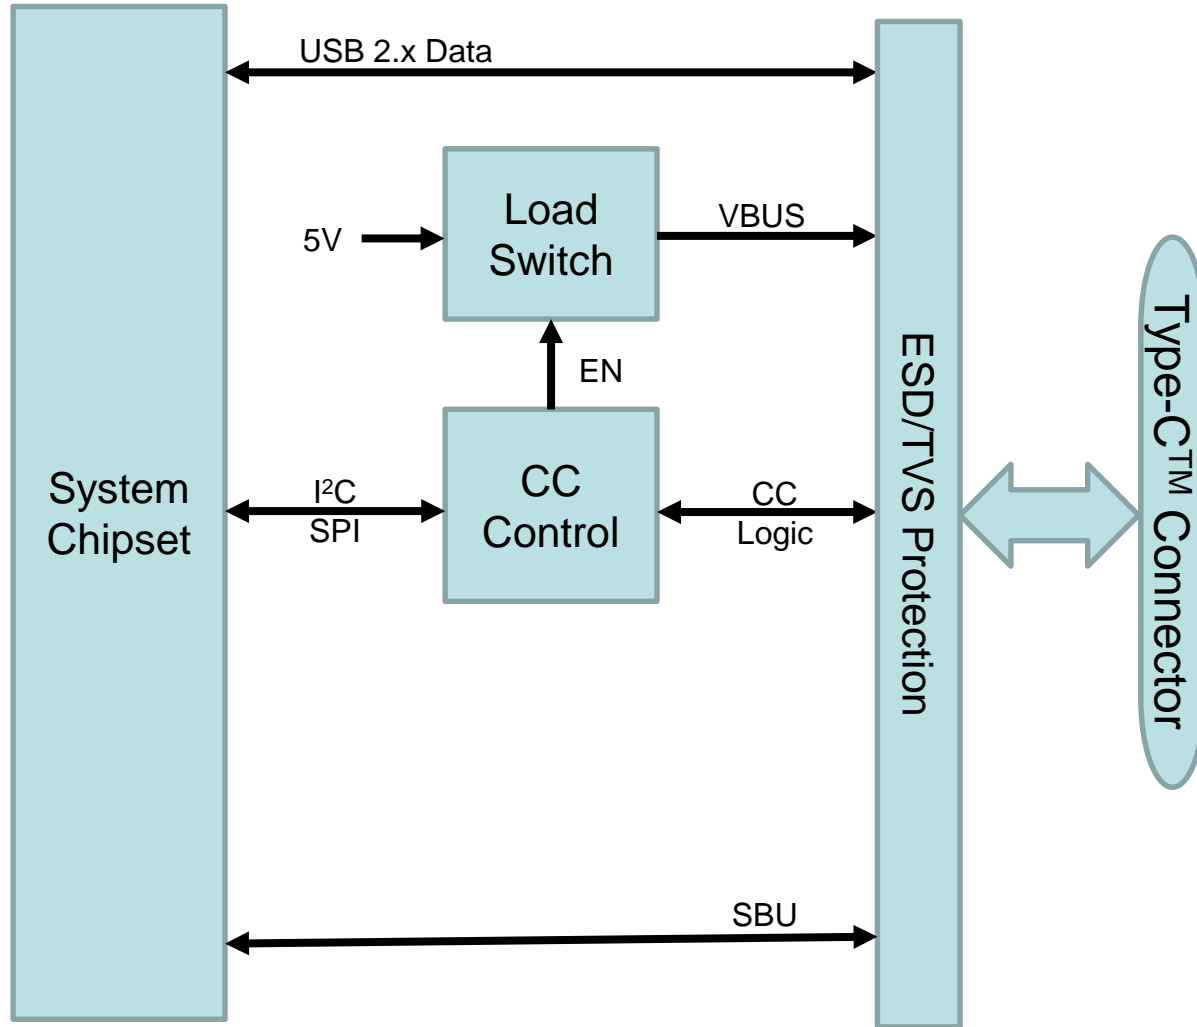 USB 2.x Data
Load
Switch
5V
VBUS
EN
System
Chipset
I²C
SPI
CC
Control
CC
Logic
ESD/TVS Protection
Type-C™ Connector
SBU